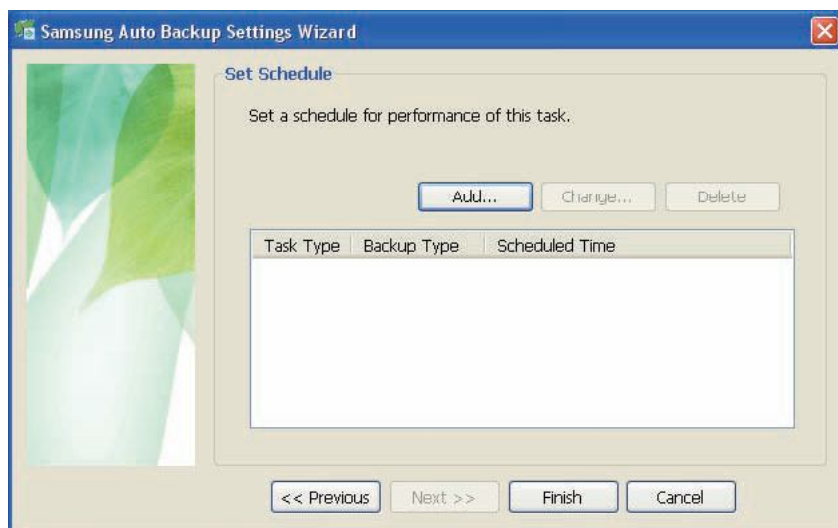 Samsung Auto Backup Settings Wizard
Set Schedule
Set a schedule for performance of this task.
Add... Change... Delete
Task Type Backup Type Scheduled Time
<< Previous Next >> Finish Cancel